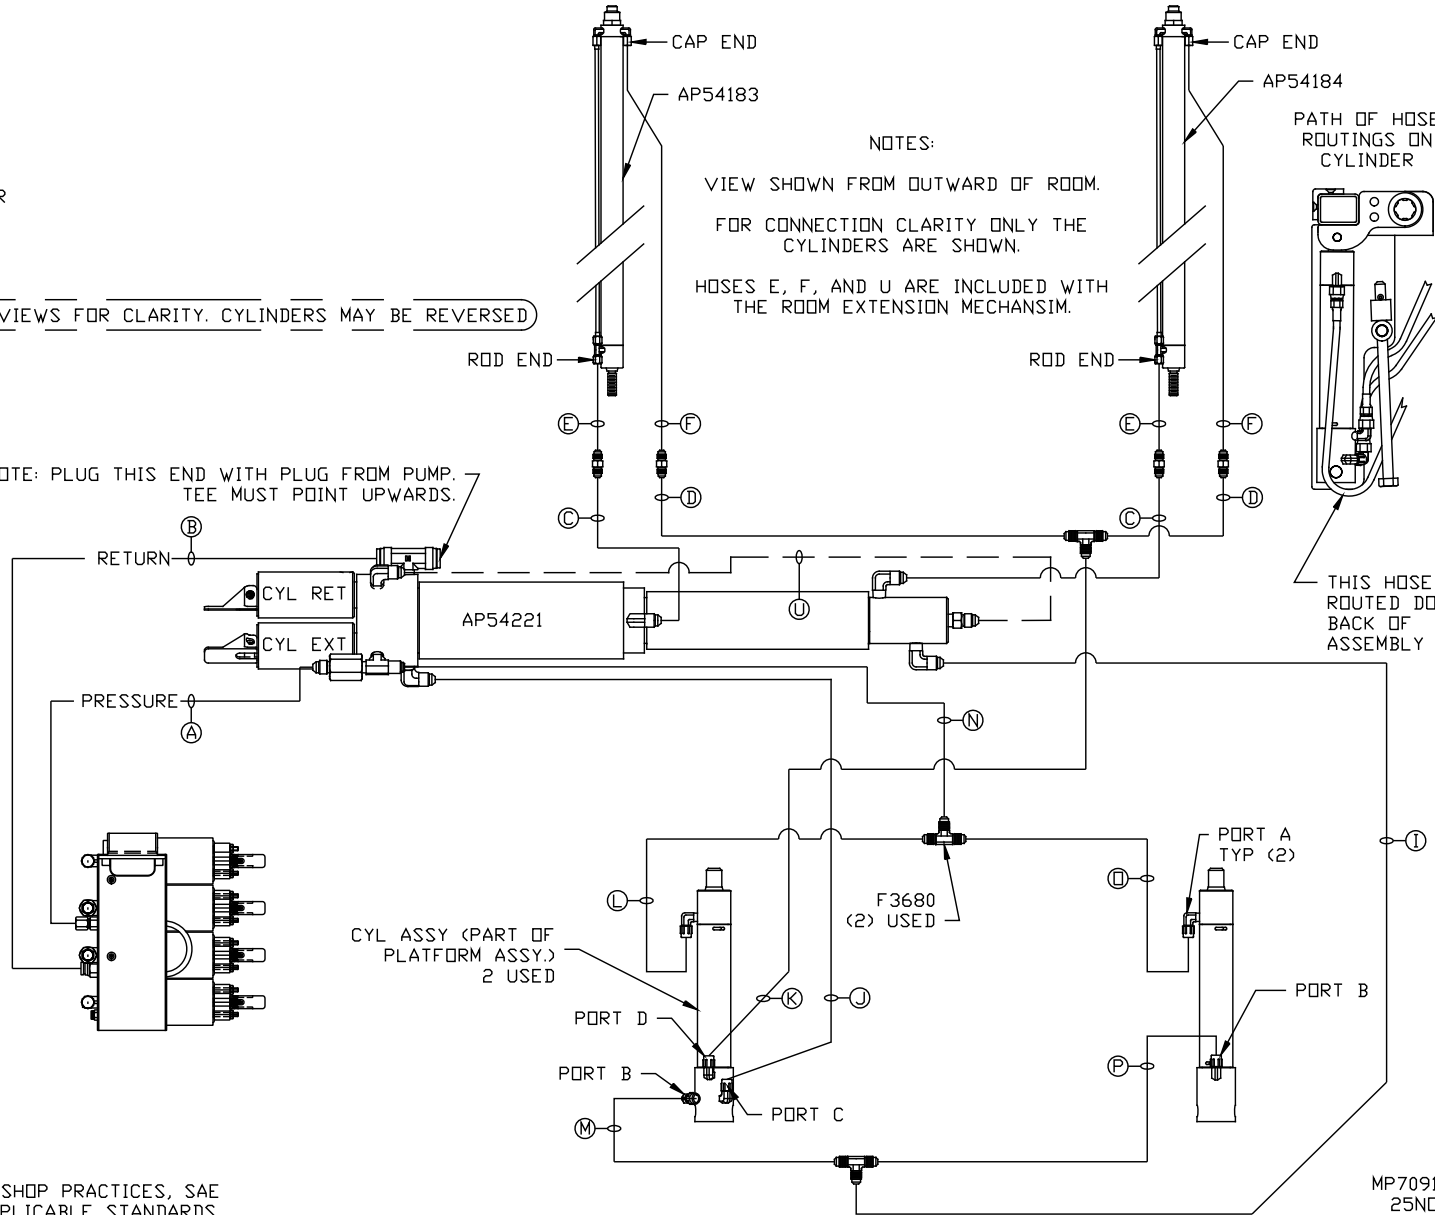 CAP END
CAP END
AP54183
AP54184
PATH OF HOSE
ROUTINGS ON
CYLINDER
NOTES:
VIEW SHOWN FROM OUTWARD OF ROOM.
FOR CONNECTION CLARITY ONLY THE
CYLINDERS ARE SHOWN.
HOSES E, F, AND U ARE INCLUDED WITH
THE ROOM EXTENSION MECHANSIM.
R
VIEWS FOR CLARITY. CYLINDERS MAY BE REVERSED
ROD END
ROD END
E
F
E
F
OTE: PLUG THIS END WITH PLUG FROM PUMP.
TEE MUST POINT UPWARDS.
D
D
C
C
B
RETURN
CYL RET
CYL EXT
AP54221
U
THIS HOSE
ROUTED DO
BACK OF
ASSEMBLY
PRESSURE
A
N
PORT A
TYP (2)
I
L
O
F3680
(2) USED
CYL ASSY (PART OF
PLATFORM ASSY.)
2 USED
K
J
PORT B
PORT D
PORT B
PORT C
P
M
SHOP PRACTICES, SAE
PPLICABLE STANDARDS
MP7091
25NO